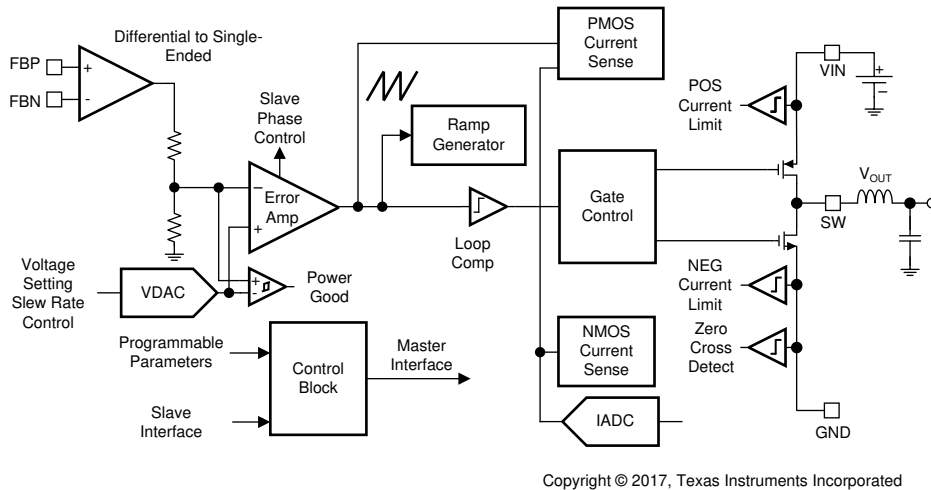 Differential to Single-
Ended
FBP
FBN
+
-
Slave
Phase
Control
Ramp
Generator
PMOS
Current
Sense
VIN
+
−
POS
Current
Limit
−
Error
Amp
+
Loop
Comp
Gate
Control
VOUT
SW
Voltage
Setting
Slew Rate
Control
VDAC
+
-
Power
Good
NEG
Current
Limit
Programmable
Parameters
Control
Block
Master
Interface
Slave
Interface
NMOS
Current
Sense
Zero
Cross
Detect
IADC
GND
Copyright © 2017, Texas Instruments Incorporated